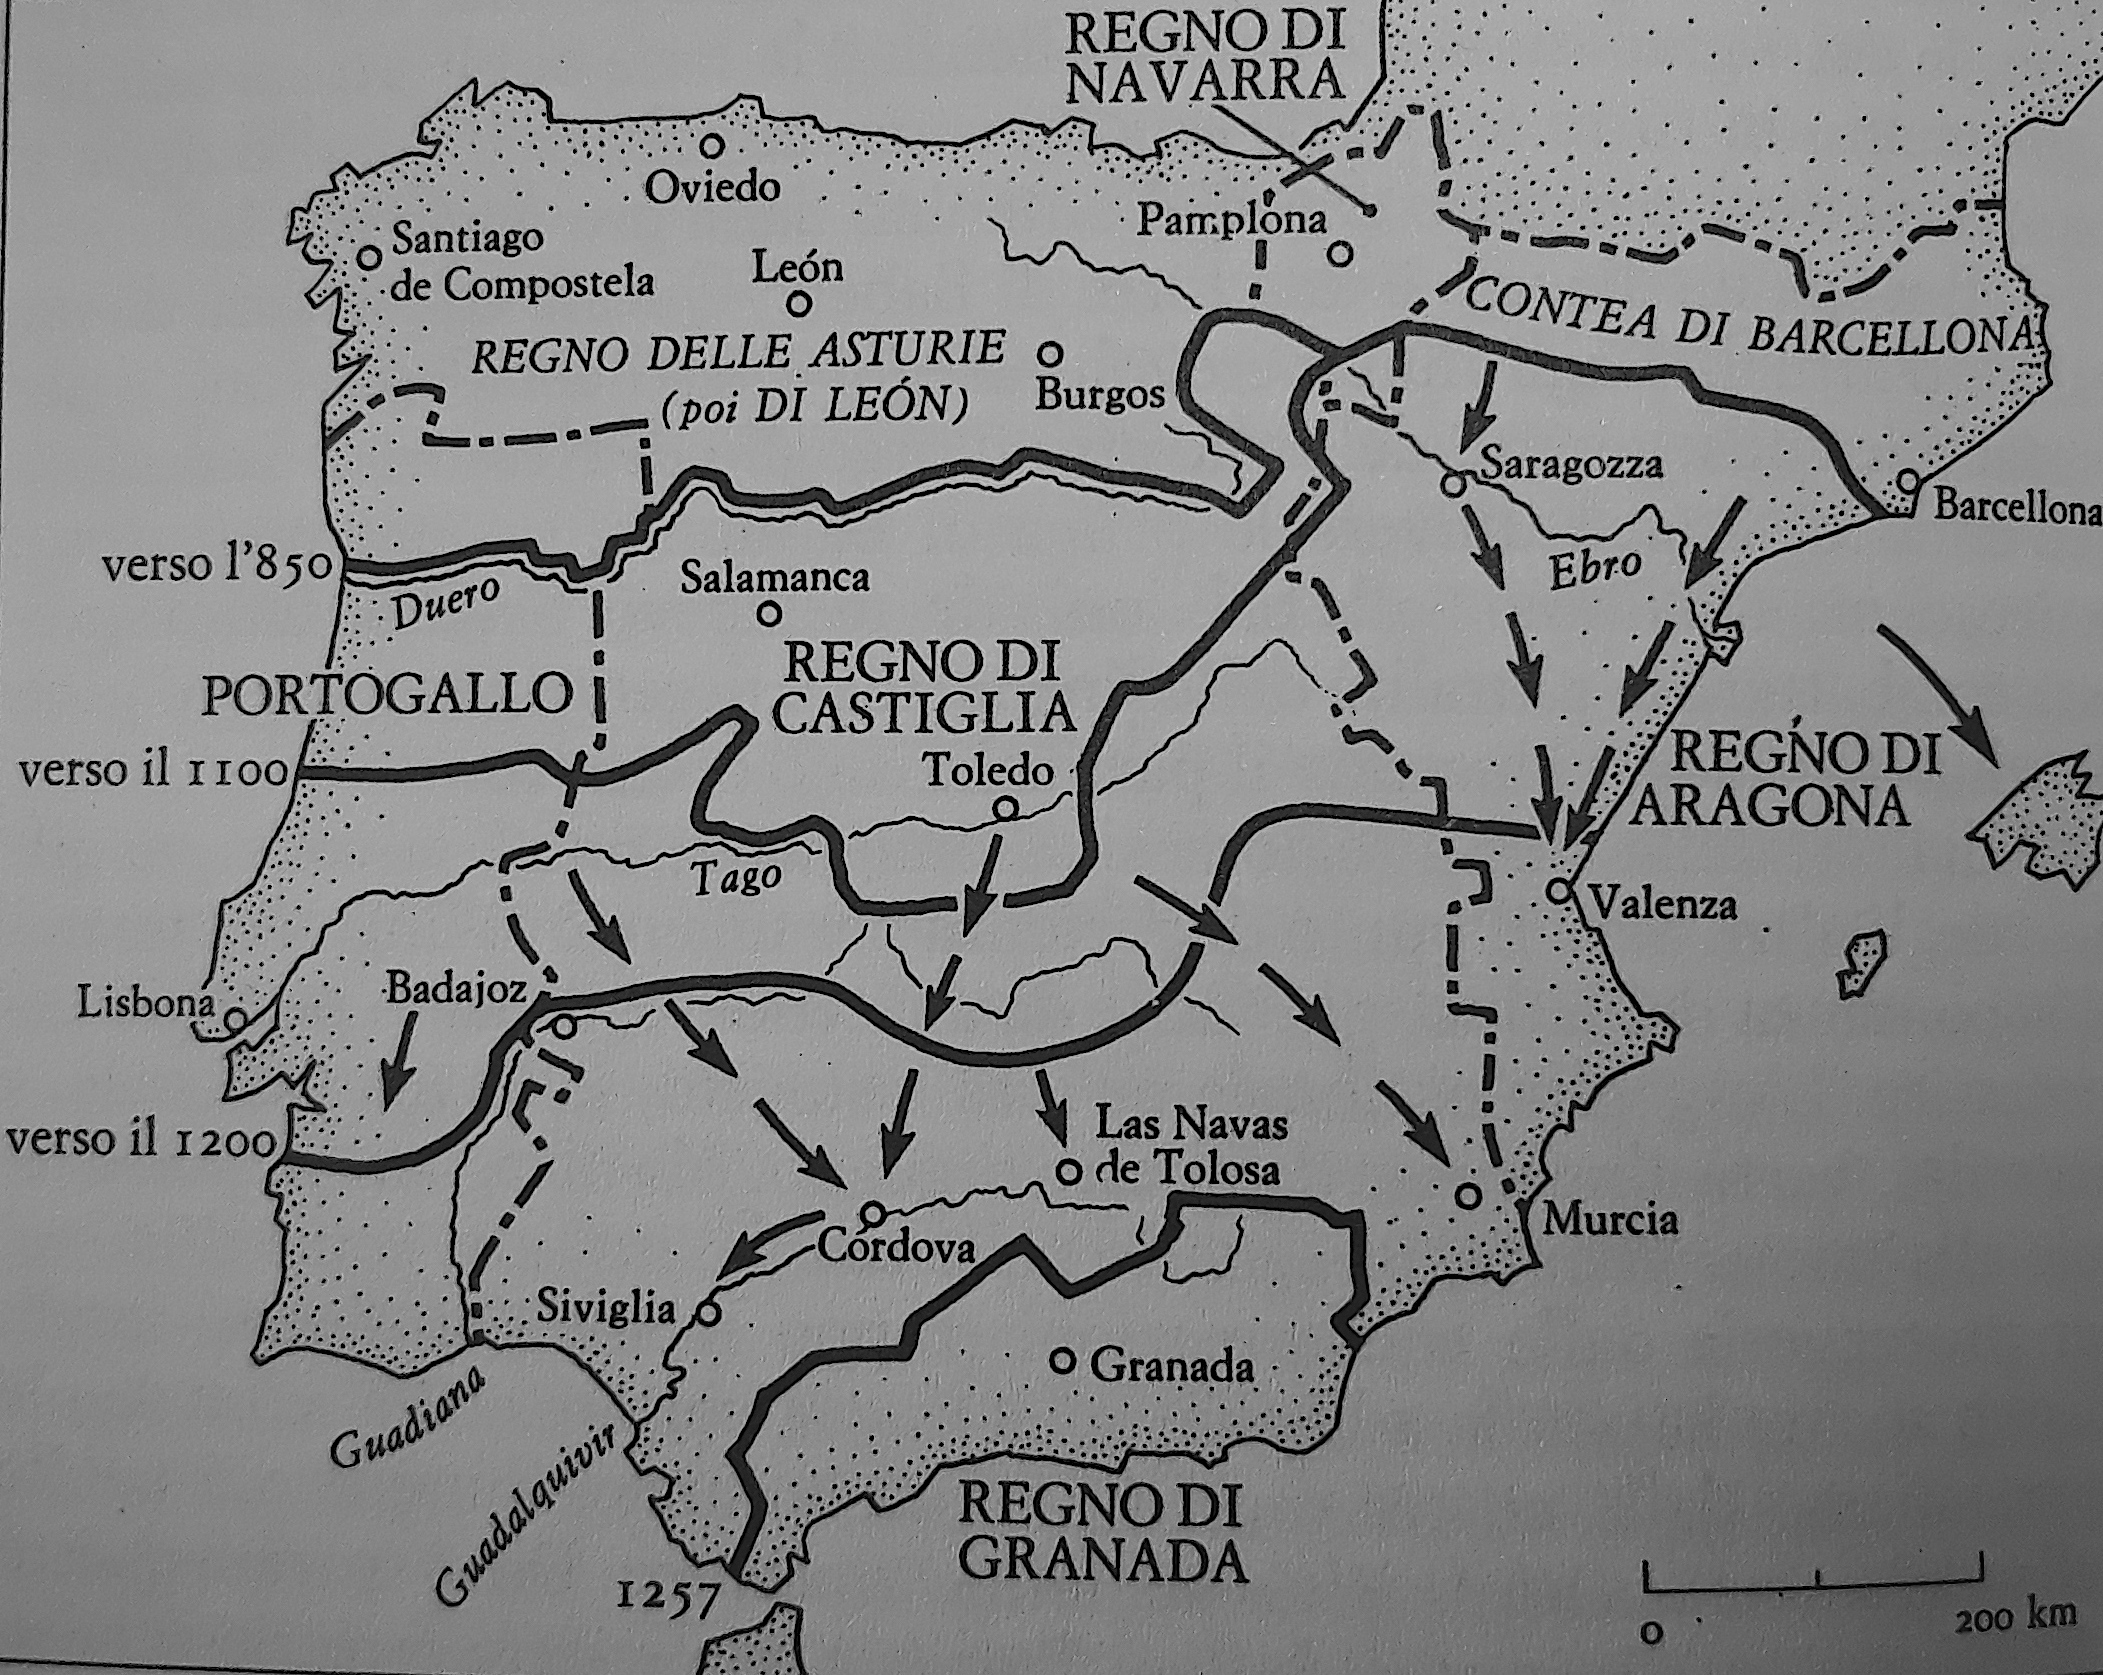 REGNO DI
NAVARRA
Oviedo
Pamplona
Santiago
de Compostela
León
CONTEA DI BARCELLONA
REGNO DELLE ASTURIE
(poi DI LEÓN)
Burgos
Saragozza
Barcellona
verso l'850
Duero
Salamanca
Ebro
PORTOGALLO
REGNO DI
CASTIGLIA
verso il 1100
Toledo
REGNO DI
ARAGONA
Tago
Valenza
Lisbona
Badajoz
verso il 1200
Las Navas
de Tolosa
Córdova
Murcia
Siviglia
Granada
Guadiana
Guadalquivir
REGNO DI
GRANADA
1257
0 200 km